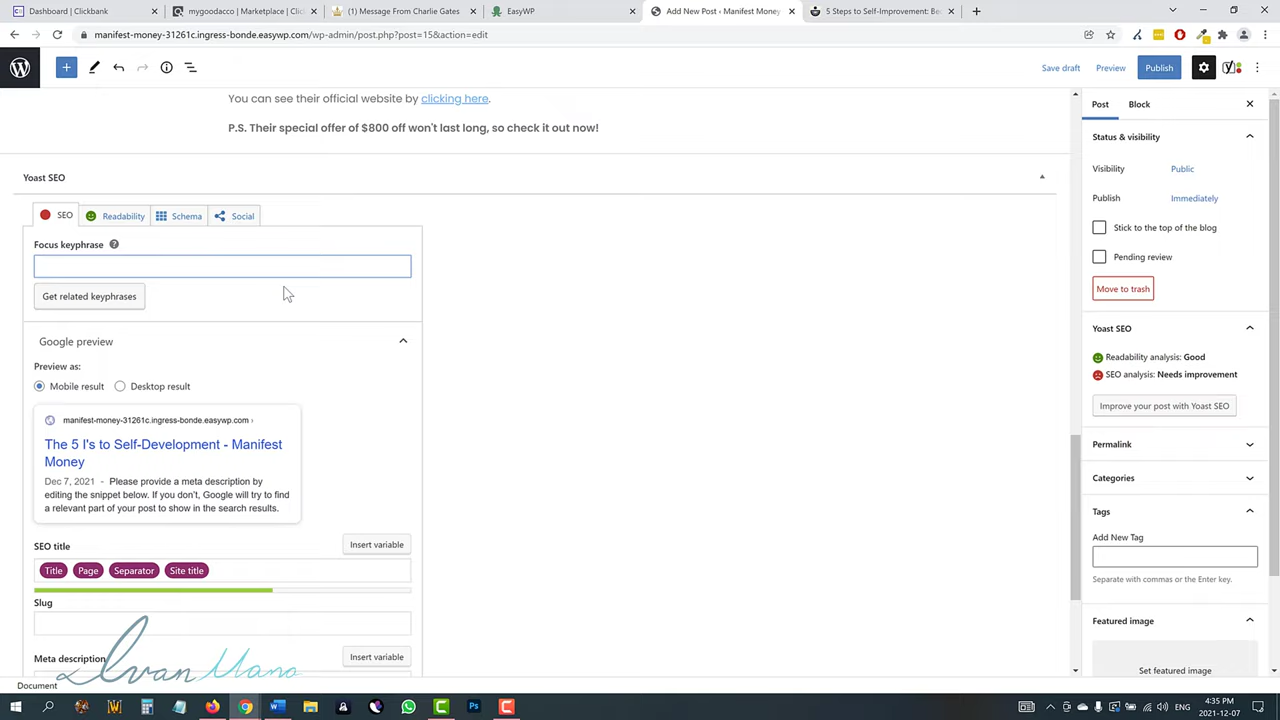 Dashboard | Clickbank
mygoodacco | Marketplace | Clic
(1) Message From Charlie Gates
EasyWP
Add New Post ‹ Manifest Money
5 Steps to Self-Improvement: Bec
manifest-money-31261c.ingress-bonde.easywp.com/wp-admin/post.php?post=15&action=edit
Save draft
Preview
Publish
You can see their official website by clicking here.
P.S. Their special offer of $800 off won't last long, so check it out now!
Yoast SEO
SEO
Readability
Schema
Social
Focus keyphrase
Get related keyphrases
Google preview
Preview as:
Mobile result
Desktop result
manifest-money-31261c.ingress-bonde.easywp.com ›
The 5 I's to Self-Development - Manifest
Money
Dec 7, 2021 - Please provide a meta description by
editing the snippet below. If you don't, Google will try to find
a relevant part of your post to show in the search results.
SEO title
Insert variable
Title
Page
Separator
Site title
Slug
Meta description
Insert variable
Ivan Mana
Document
Post
Block
Status & visibility
Visibility
Public
Publish
Immediately
Stick to the top of the blog
Pending review
Move to trash
Yoast SEO
Readability analysis: Good
SEO analysis: Needs improvement
Improve your post with Yoast SEO
Permalink
Categories
Tags
Add New Tag
Separate with commas or the Enter key.
Featured image
Set featured image
ENG
4:35 PM
2021-12-07